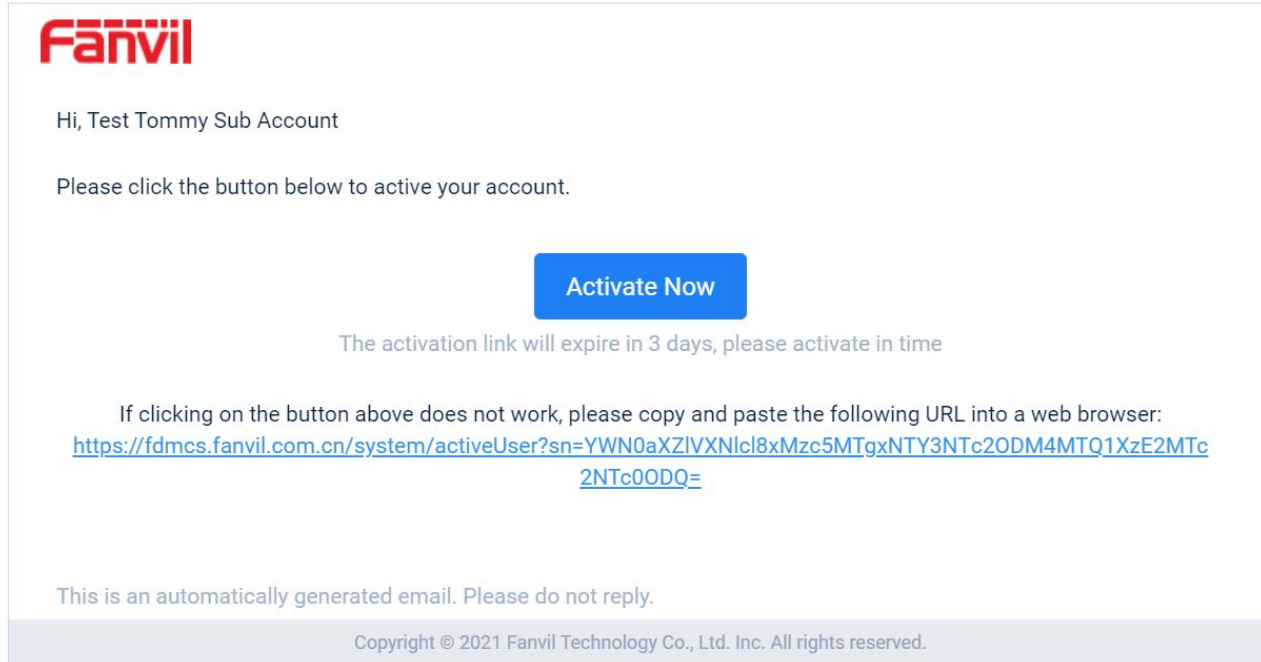 Fanvil
Hi, Test Tommy Sub Account
Please click the button below to active your account.
Activate Now
The activation link will expire in 3 days, please activate in time
If clicking on the button above does not work, please copy and paste the following URL into a web browser:
https://fdmcs.fanvil.com.cn/system/activeUser?sn=YWN0aXZlVXNlcl8xMzc5MTgxNTY3NTc2ODM4MTQ1XzE2MTc
2NTc0ODQ=
This is an automatically generated email. Please do not reply.
Copyright © 2021 Fanvil Technology Co., Ltd. Inc. All rights reserved.